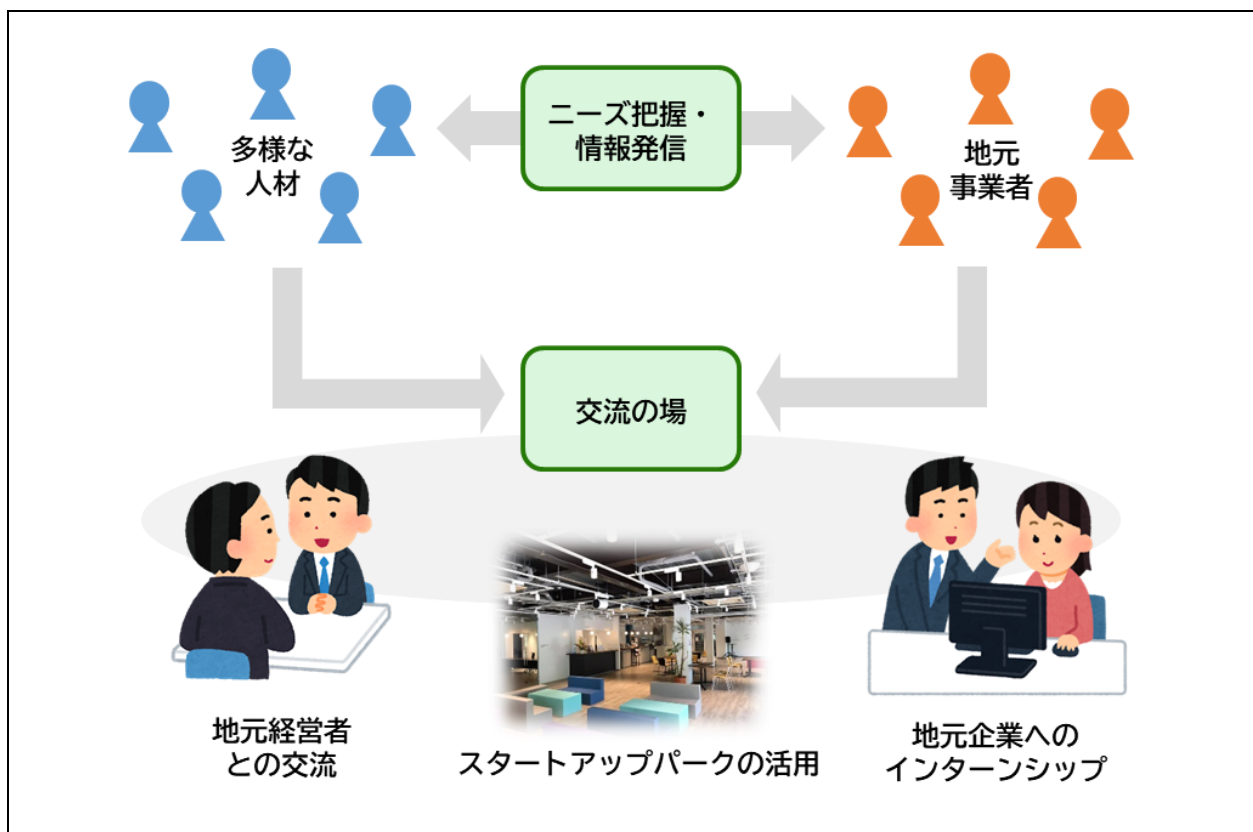 ニーズ把握・
情報発信
多様な
人材
地元
事業者
交流の場
地元経営者
との交流
スタートアップパークの活用
地元企業への
インターンシップ